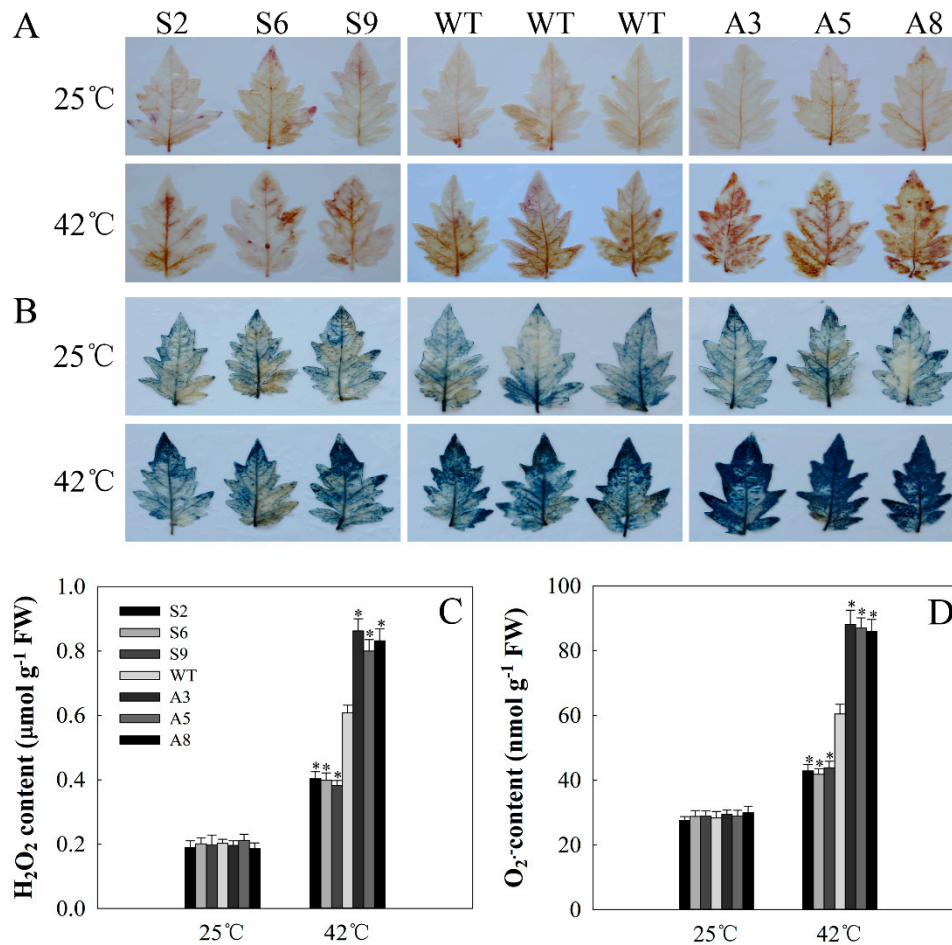 A S2 S6 S9 WT WT WT A3 A5 A8
25℃
42℃
B
25℃
42℃
C
H₂O₂ content (μmol g⁻¹ FW)
1.0
0.8
0.6
0.4
0.2
0.0
S2
S6
S9
WT
A3
A5
A8
* * * * * *
25℃ 42℃
D
O₂·⁻content (nmol g⁻¹ FW)
100
80
60
40
20
0
* * * * * *
25℃ 42℃